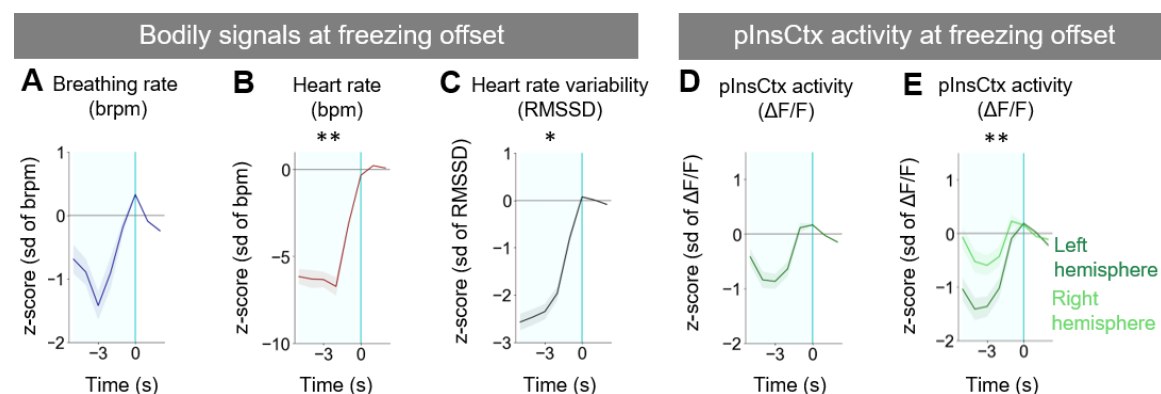 Bodily signals at freezing offset
pInsCtx activity at freezing offset
A
Breathing rate
(brpm)
z-score (sd of brpm)
1
0
−1
−2
−3
0
Time (s)
B
Heart rate
(bpm)
**
z-score (sd of bpm)
0
−5
−10
−3
0
Time (s)
C
Heart rate variability
(RMSSD)
*
z-score (sd of RMSSD)
1
0
−1
−2
−3
−3
0
Time (s)
D
pInsCtx activity
(ΔF/F)
z-score (sd of ΔF/F)
1
0
−1
−2
−3
0
Time (s)
E
pInsCtx activity
(ΔF/F)
**
z-score (sd of ΔF/F)
1
0
−1
−2
−3
0
Time (s)
Left
hemisphere
Right
hemisphere